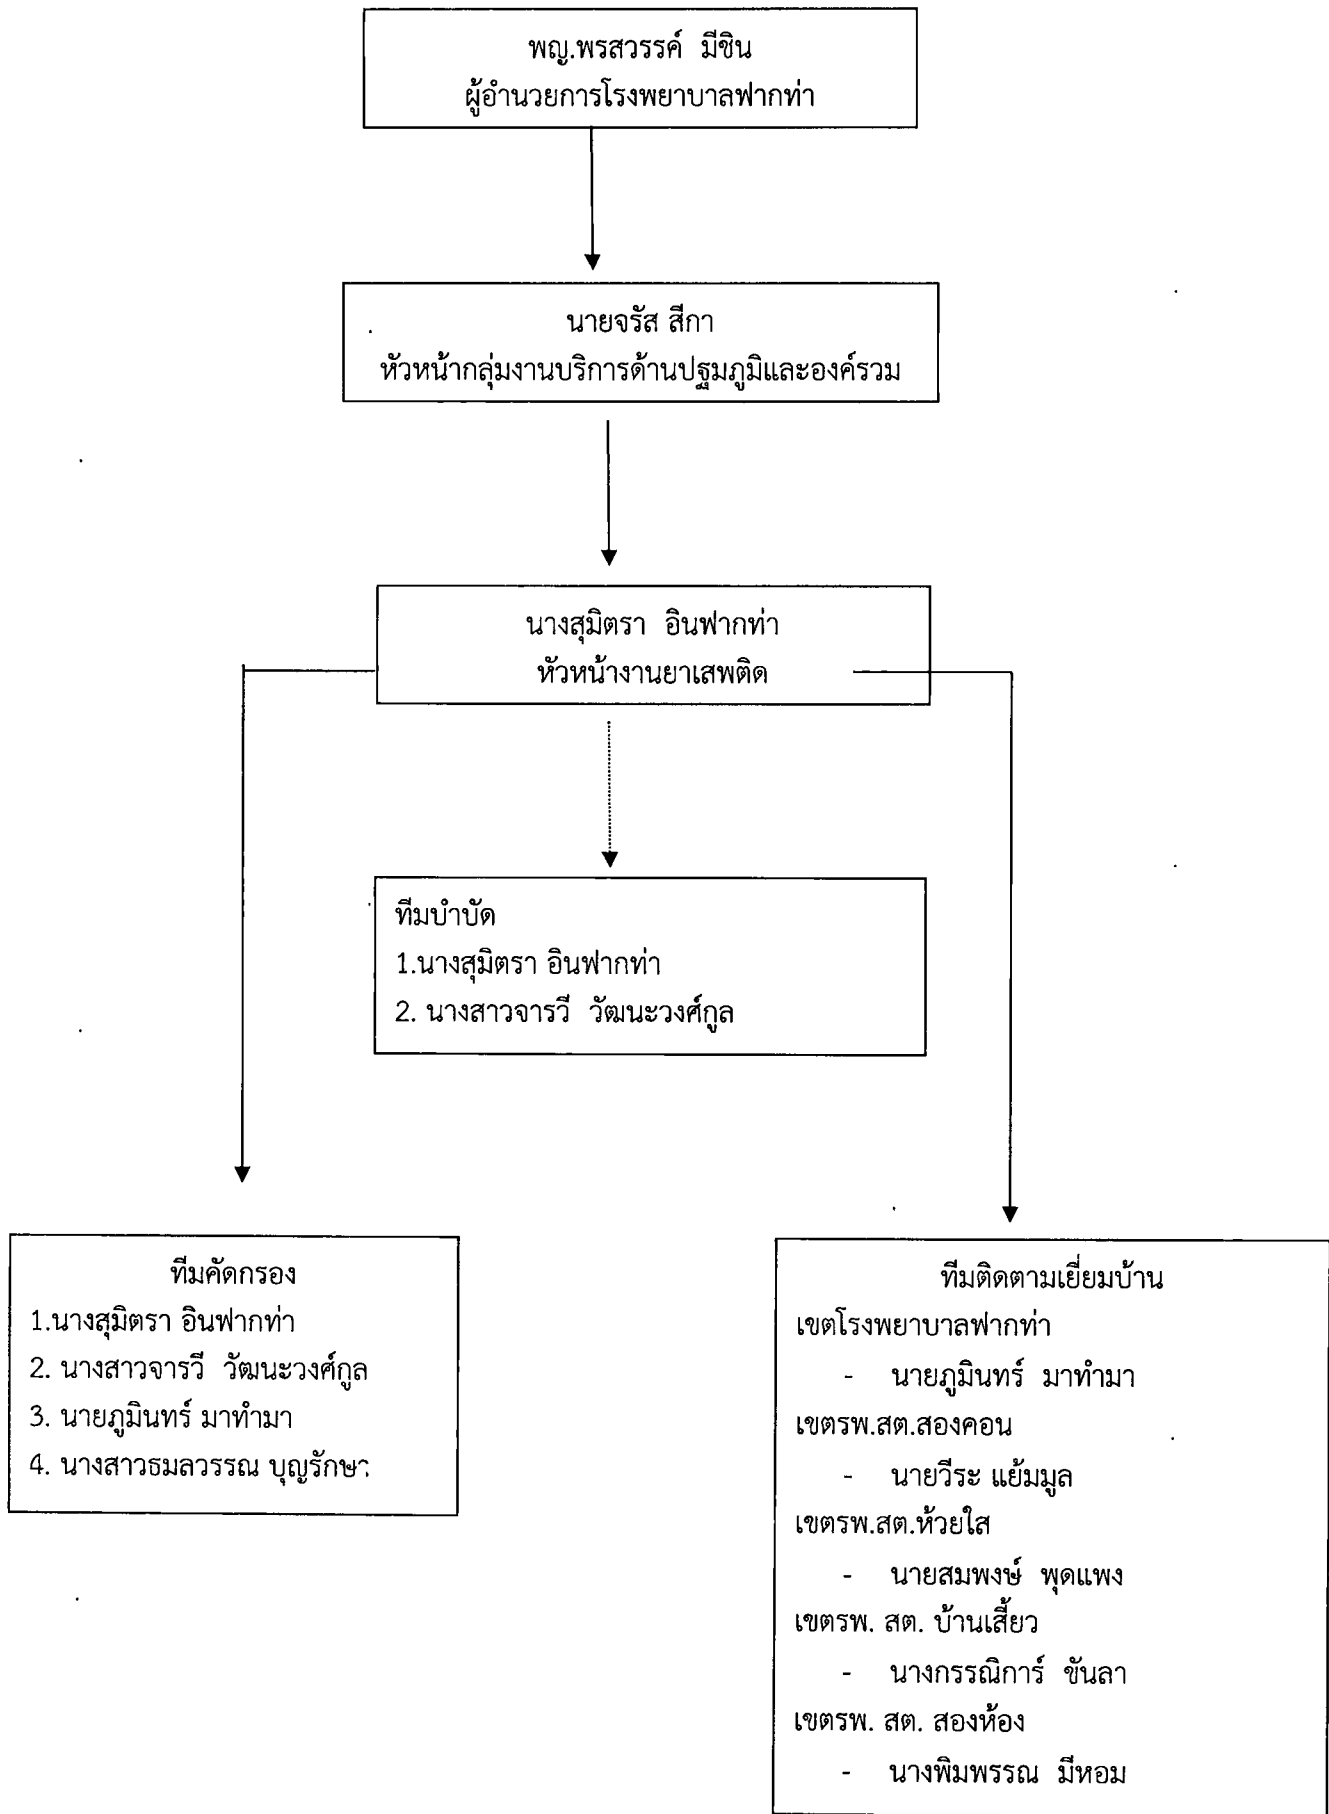 พญ.พรสวรรค์ มีชิน
ผู้อำนวยการโรงพยาบาลฟากท่า
นายจรัส สีกา
หัวหน้ากลุ่มงานบริการด้านปฐมภูมิและองค์รวม
นางสุมิตรา อินฟากท่า
หัวหน้างานยาเสพติด
ทีมบำบัด
1.นางสุมิตรา อินฟากท่า
2. นางสาวจารวี วัฒนะวงศ์กูล
ทีมคัดกรอง
1.นางสุมิตรา อินฟากท่า
2. นางสาวจารวี วัฒนะวงศ์กูล
3. นายภูมินทร์ มาทำมา
4. นางสาวธมลวรรณ บุญรักษา
ทีมติดตามเยี่ยมบ้าน
เขตโรงพยาบาลฟากท่า
- นายภูมินทร์ มาทำมา
เขตรพ.สต.สองคอน
- นายวีระ แย้มมูล
เขตรพ.สต.ห้วยใส
- นายสมพงษ์ พุดแพง
เขตรพ. สต. บ้านเสี้ยว
- นางกรรณิการ์ ขันลา
เขตรพ. สต. สองห้อง
- นางพิมพรรณ มีหอม